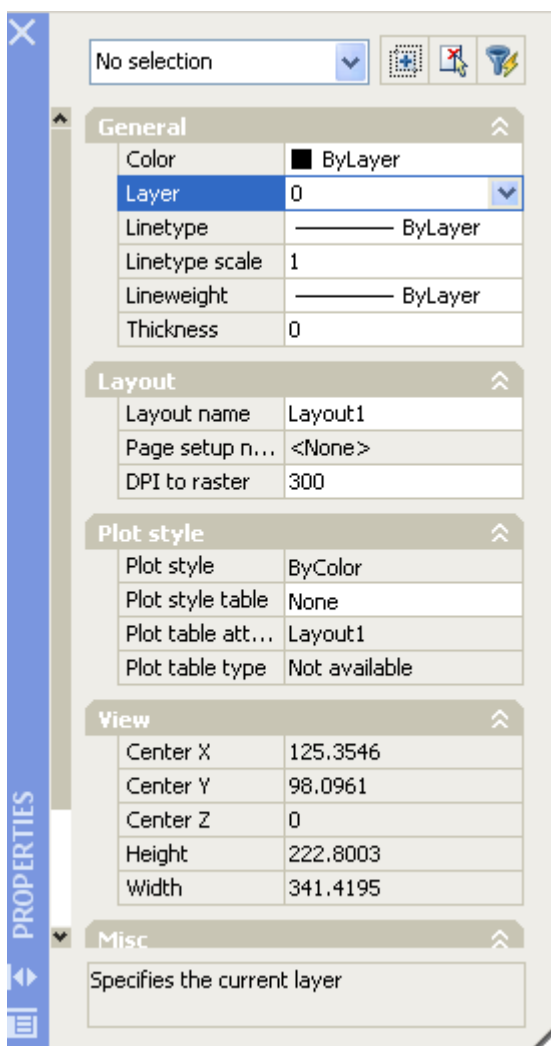 No selection
General
Color ByLayer
Layer 0
Linetype ByLayer
Linetype scale 1
Lineweight ByLayer
Thickness 0
Layout
Layout name Layout1
Page setup n... <None>
DPI to raster 300
Plot style
Plot style ByColor
Plot style table None
Plot table att... Layout1
Plot table type Not available
View
Center X 125.3546
Center Y 98.0961
Center Z 0
Height 222.8003
Width 341.4195
Misc
Specifies the current layer
PROPERTIES